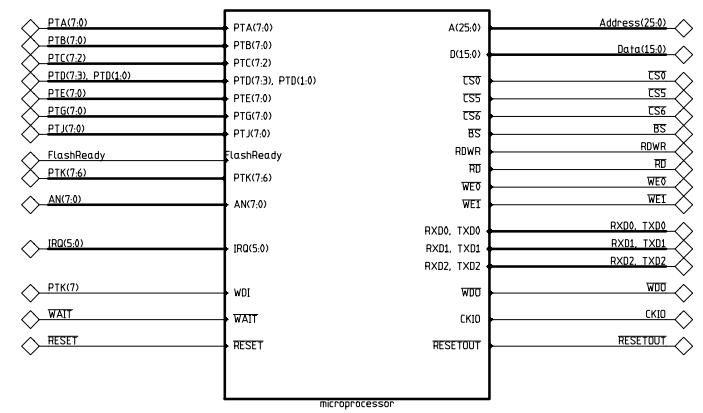 PTA(7:0) PTA(7:0) A(25:0) Address(25:0)
PTB(7:0) PTB(7:0)
PTC(7:2) PTC(7:2) D(15:0) Data(15:0)
PTD(7:3), PTD(1:0) PTD(7:3), PTD(1:0) CS0 CS0
PTE(7:0) PTE(7:0) CS5 CS5
PTG(7:0) PTG(7:0) CS6 CS6
PTJ(7:0) PTJ(7:0) BS BS
FlashReady FlashReady RDWR RDWR
PTK(7:6) PTK(7:6) RD RD
WE0 WE0
AN(7:0) AN(7:0) WE1 WE1
RXD0, TXD0 RXD0, TXD0
IRQ(5:0) IRQ(5:0) RXD1, TXD1 RXD1, TXD1
RXD2, TXD2 RXD2, TXD2
PTK(7) WDI WDO WDO
WAIT WAIT CKIO CKIO
RESET RESET RESETOUT RESETOUT
microprocessor